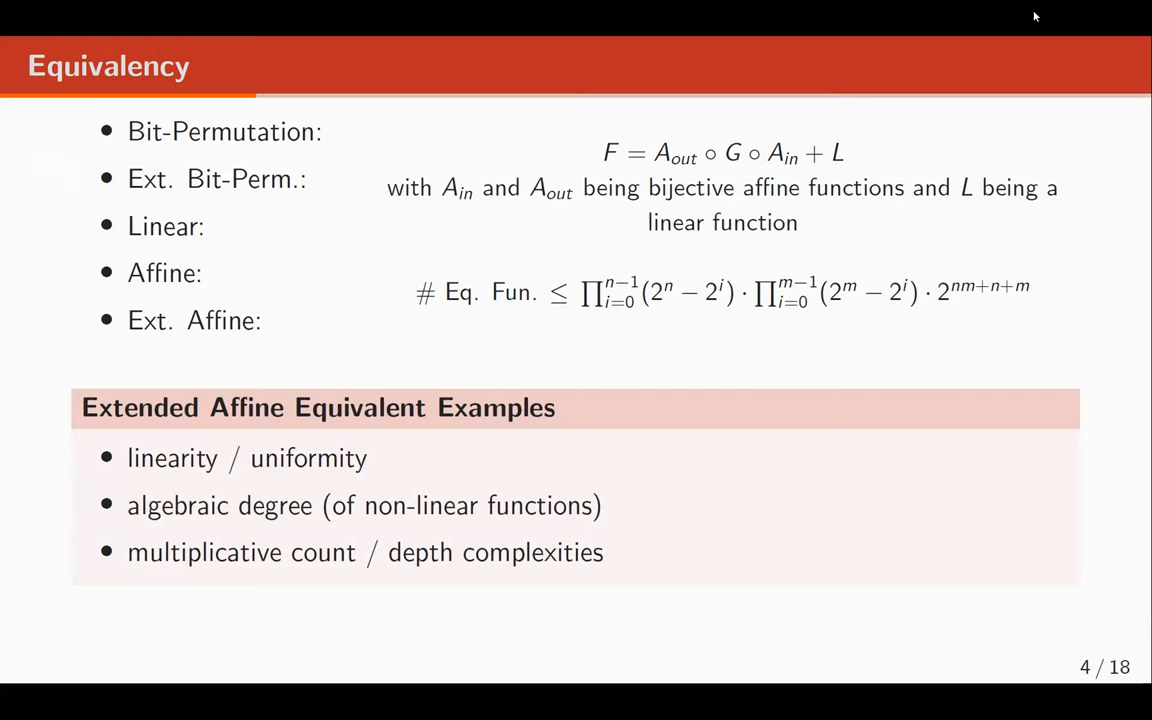 Equivalency
• Bit-Permutation:
• Ext. Bit-Perm.:
• Linear:
• Affine:
• Ext. Affine:
F = A_out ∘ G ∘ A_in + L
with A_in and A_out being bijective affine functions and L being a
linear function
# Eq. Fun. ≤ ∏_{i=0}^{n−1}(2^n − 2^i) · ∏_{i=0}^{m−1}(2^m − 2^i) · 2^{nm+n+m}
Extended Affine Equivalent Examples
• linearity / uniformity
• algebraic degree (of non-linear functions)
• multiplicative count / depth complexities
4 / 18